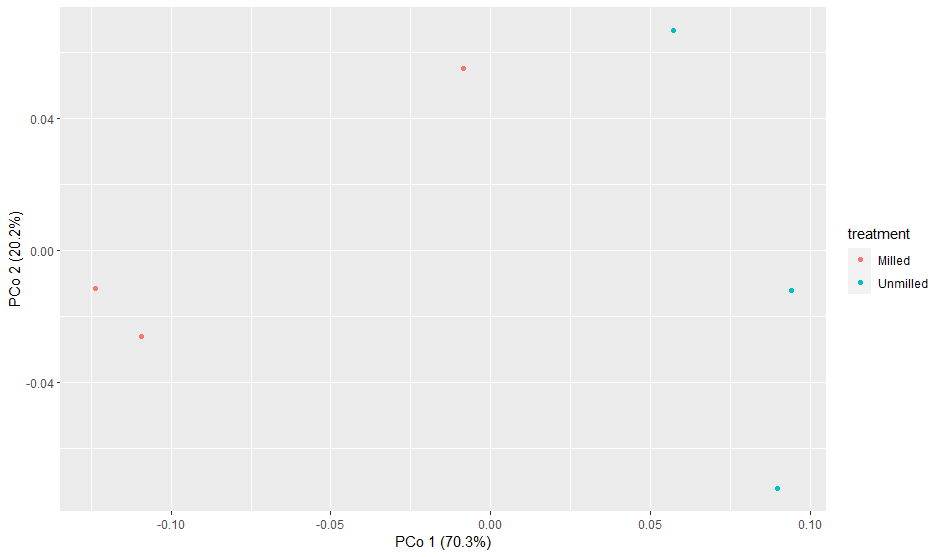 0.04
0.00
-0.04
PCo 2 (20.2%)
-0.10
-0.05
0.00
0.05
0.10
PCo 1 (70.3%)
treatment
Milled
Unmilled